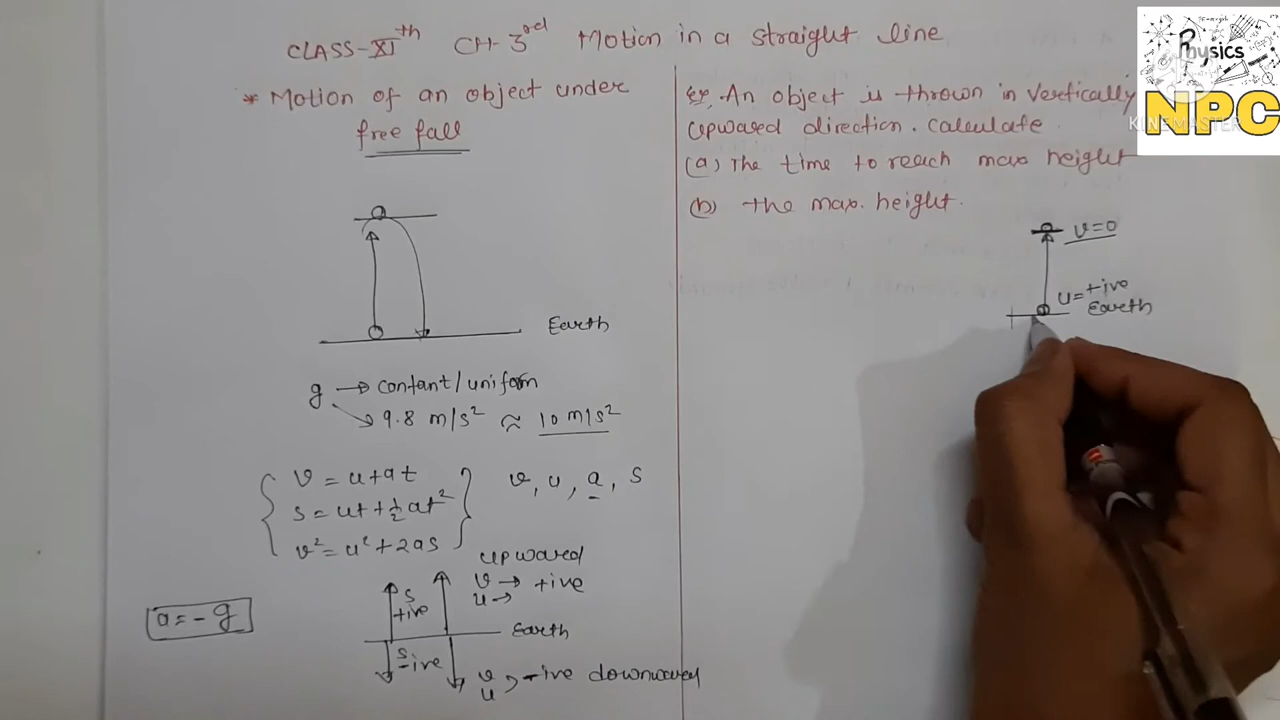 CLASS-XIth CH-3rd Motion in a straight line
* Motion of an object under
free fall
Earth
g → contant/uniform
→ 9.8 m/s² ≈ 10 m/s²
v = u+at
s = ut+½at²
v² = u²+2as
v, u, a, s
upward
v → +ive
u →
s
+ive
Earth
s
-ive
v
u → -ive downward
a = -g
Ex. An object is thrown in vertically
upward direction. calculate
(a) The time to reach max height
(b) the max. height.
v=0
u=+ive
Earth
Physics
NPC
KINEMASTER